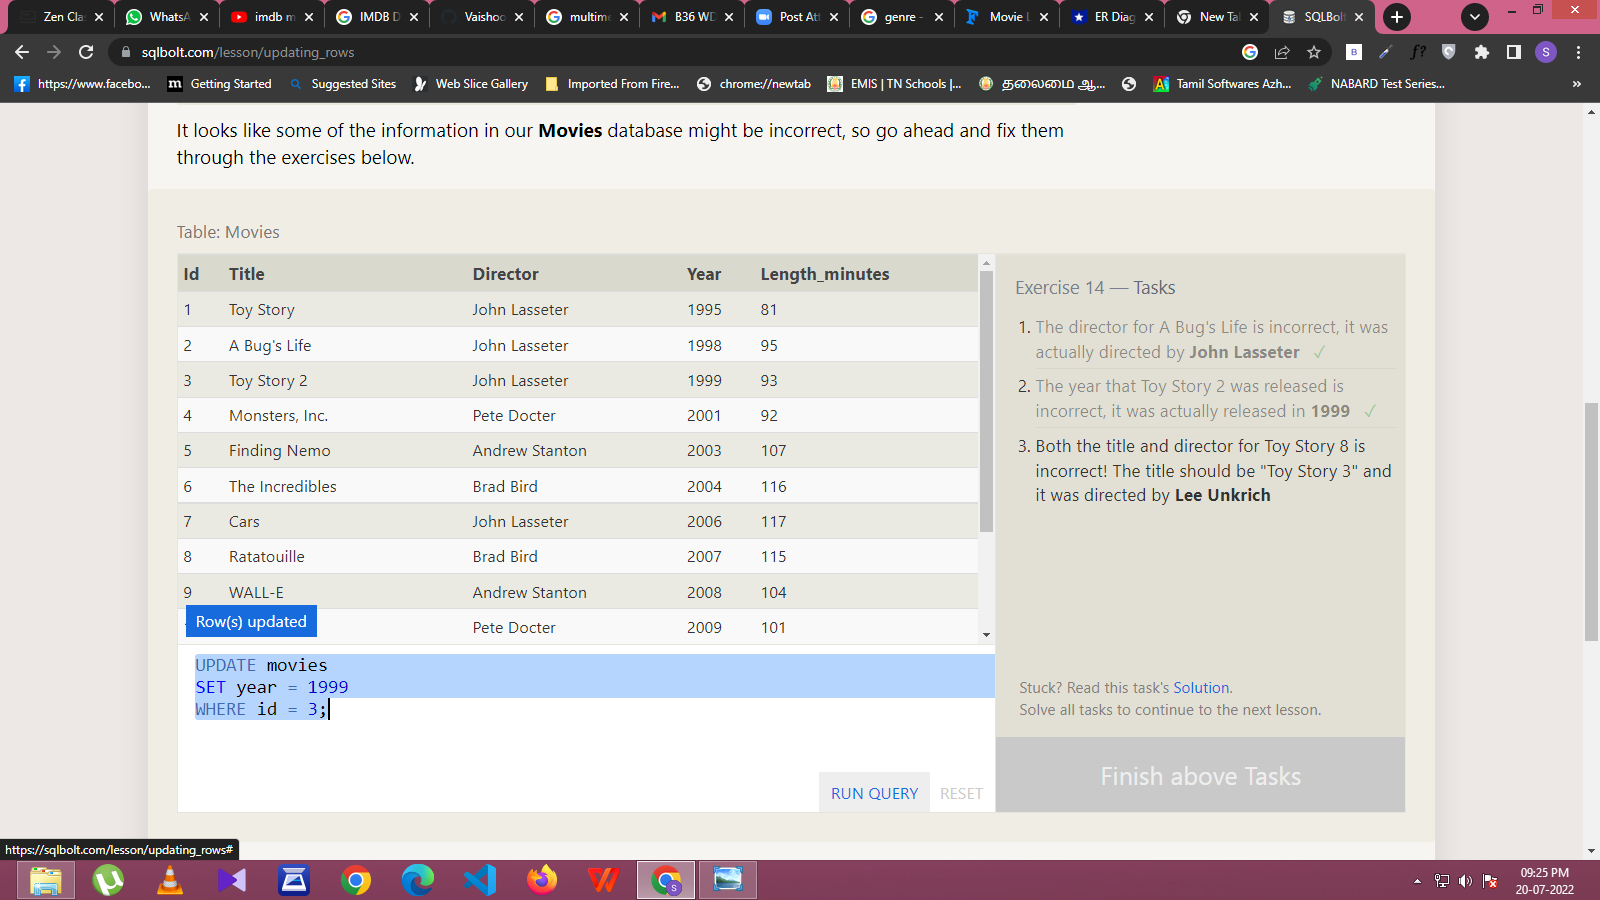 Zen Cla
WhatsA
imdb m
IMDB D
Vaishoo
multime
B36 WD
Post Att
genre -
Movie L
ER Diag
New Tab
SQLBolt
sqlbolt.com/lesson/updating_rows
https://www.facebo...
Getting Started
Suggested Sites
Web Slice Gallery
Imported From Fire...
chrome://newtab
EMIS | TN Schools |...
தலைமை ஆ...
Tamil Softwares Azh...
NABARD Test Series...
»
It looks like some of the information in our Movies database might be incorrect, so go ahead and fix them
through the exercises below.
Table: Movies
Id Title Director Year Length_minutes
1 Toy Story John Lasseter 1995 81
2 A Bug's Life John Lasseter 1998 95
3 Toy Story 2 John Lasseter 1999 93
4 Monsters, Inc. Pete Docter 2001 92
5 Finding Nemo Andrew Stanton 2003 107
6 The Incredibles Brad Bird 2004 116
7 Cars John Lasseter 2006 117
8 Ratatouille Brad Bird 2007 115
9 WALL-E Andrew Stanton 2008 104
Pete Docter 2009 101
Row(s) updated
UPDATE movies
SET year = 1999
WHERE id = 3;
RUN QUERY RESET
Exercise 14 — Tasks
1. The director for A Bug's Life is incorrect, it was
actually directed by John Lasseter ✓
2. The year that Toy Story 2 was released is
incorrect, it was actually released in 1999 ✓
3. Both the title and director for Toy Story 8 is
incorrect! The title should be "Toy Story 3" and
it was directed by Lee Unkrich
Stuck? Read this task's Solution.
Solve all tasks to continue to the next lesson.
Finish above Tasks
https://sqlbolt.com/lesson/updating_rows#
09:25 PM
20-07-2022